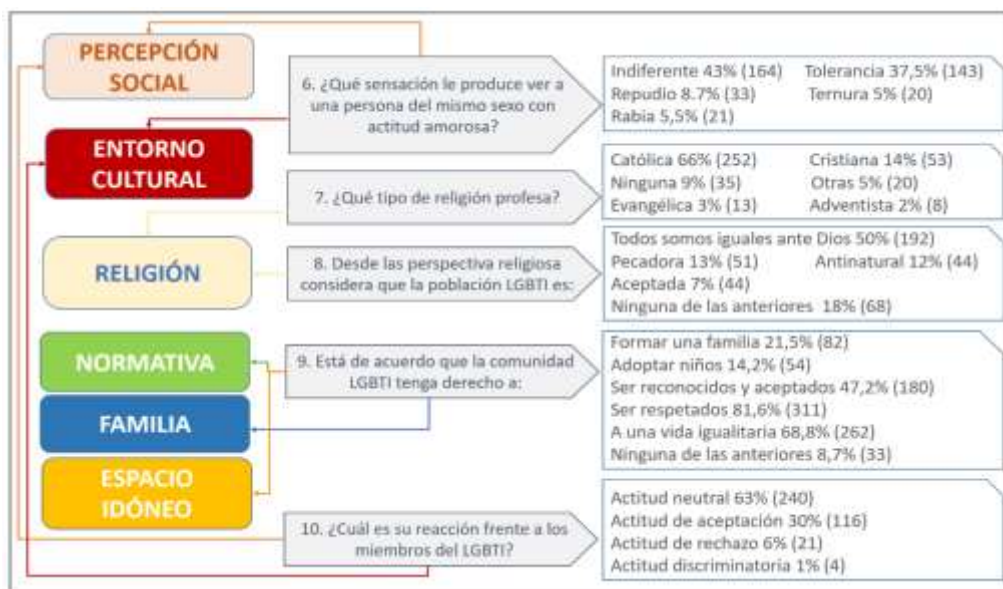 PERCEPCIÓN
SOCIAL
ENTORNO
CULTURAL
RELIGIÓN
NORMATIVA
FAMILIA
ESPACIO
IDÓNEO
6. ¿Qué sensación le produce ver a
una persona del mismo sexo con
actitud amorosa?
Indiferente 43% (164) Tolerancia 37,5% (143)
Repudio 8.7% (33) Ternura 5% (20)
Rabia 5,5% (21)
7. ¿Qué tipo de religión profesa?
Católica 66% (252) Cristiana 14% (53)
Ninguna 9% (35) Otras 5% (20)
Evangélica 3% (13) Adventista 2% (8)
8. Desde las perspectiva religiosa
considera que la población LGBTI es:
Todos somos iguales ante Dios 50% (192)
Pecadora 13% (51) Antinatural 12% (44)
Aceptada 7% (44)
Ninguna de las anteriores 18% (68)
9. Está de acuerdo que la comunidad
LGBTI tenga derecho a:
Formar una familia 21,5% (82)
Adoptar niños 14,2% (54)
Ser reconocidos y aceptados 47,2% (180)
Ser respetados 81,6% (311)
A una vida igualitaria 68,8% (262)
Ninguna de las anteriores 8,7% (33)
10. ¿Cuál es su reacción frente a los
miembros del LGBTI?
Actitud neutral 63% (240)
Actitud de aceptación 30% (116)
Actitud de rechazo 6% (21)
Actitud discriminatoria 1% (4)